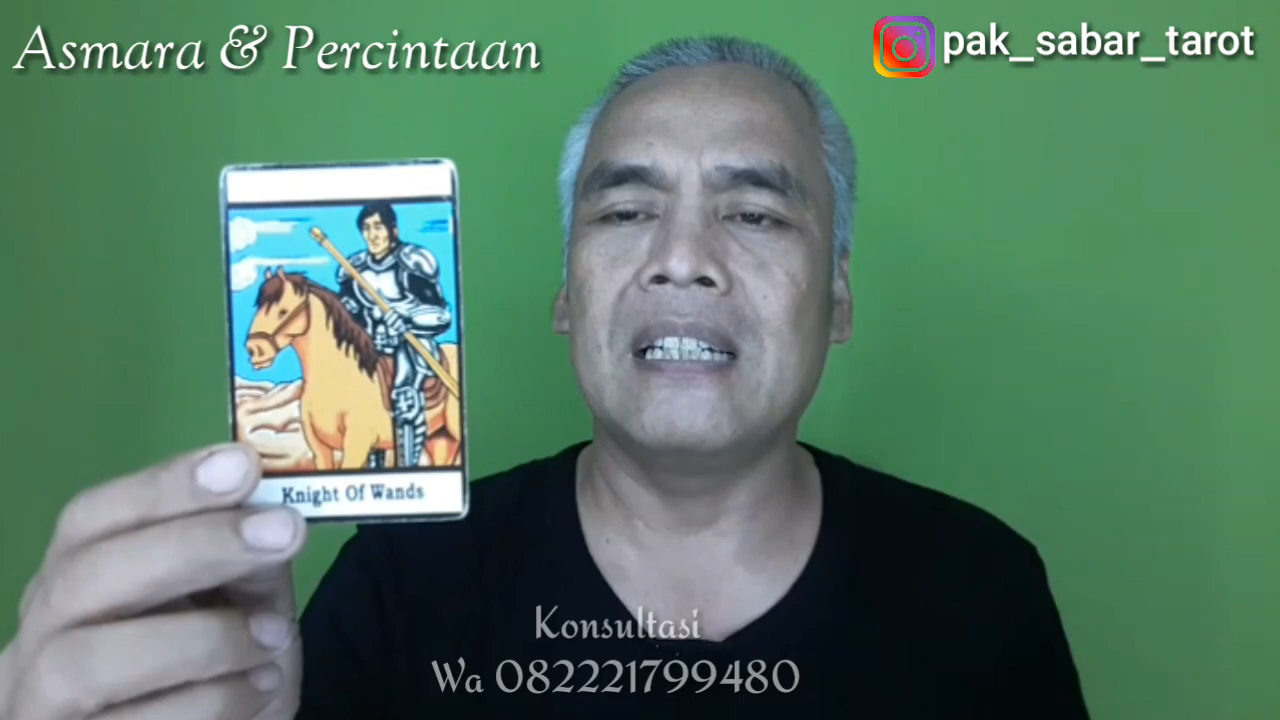 Asmara & Percintaan
pak_sabar_tarot
Knight Of Wands
Konsultasi
Wa 082221799480